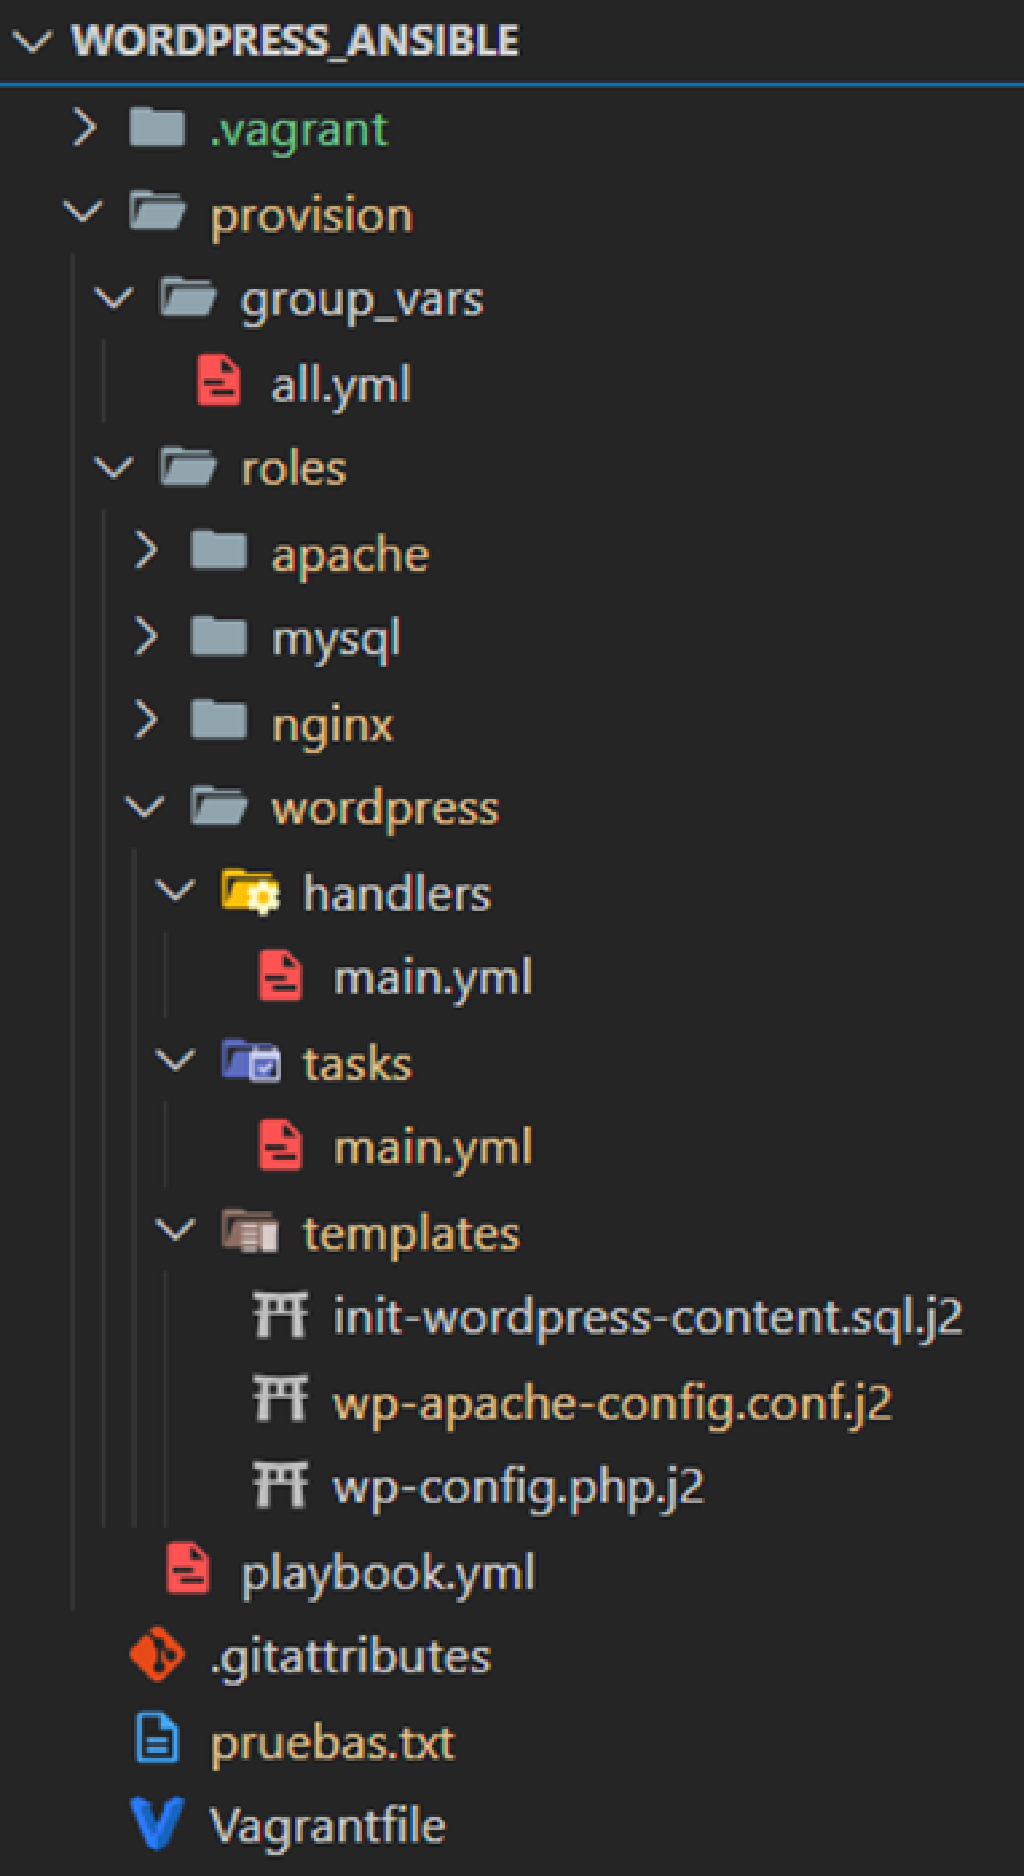 WORDPRESS_ANSIBLE
.vagrant
provision
group_vars
all.yml
roles
apache
mysql
nginx
wordpress
handlers
main.yml
tasks
main.yml
templates
init-wordpress-content.sql.j2
wp-apache-config.conf.j2
wp-config.php.j2
playbook.yml
.gitattributes
pruebas.txt
Vagrantfile